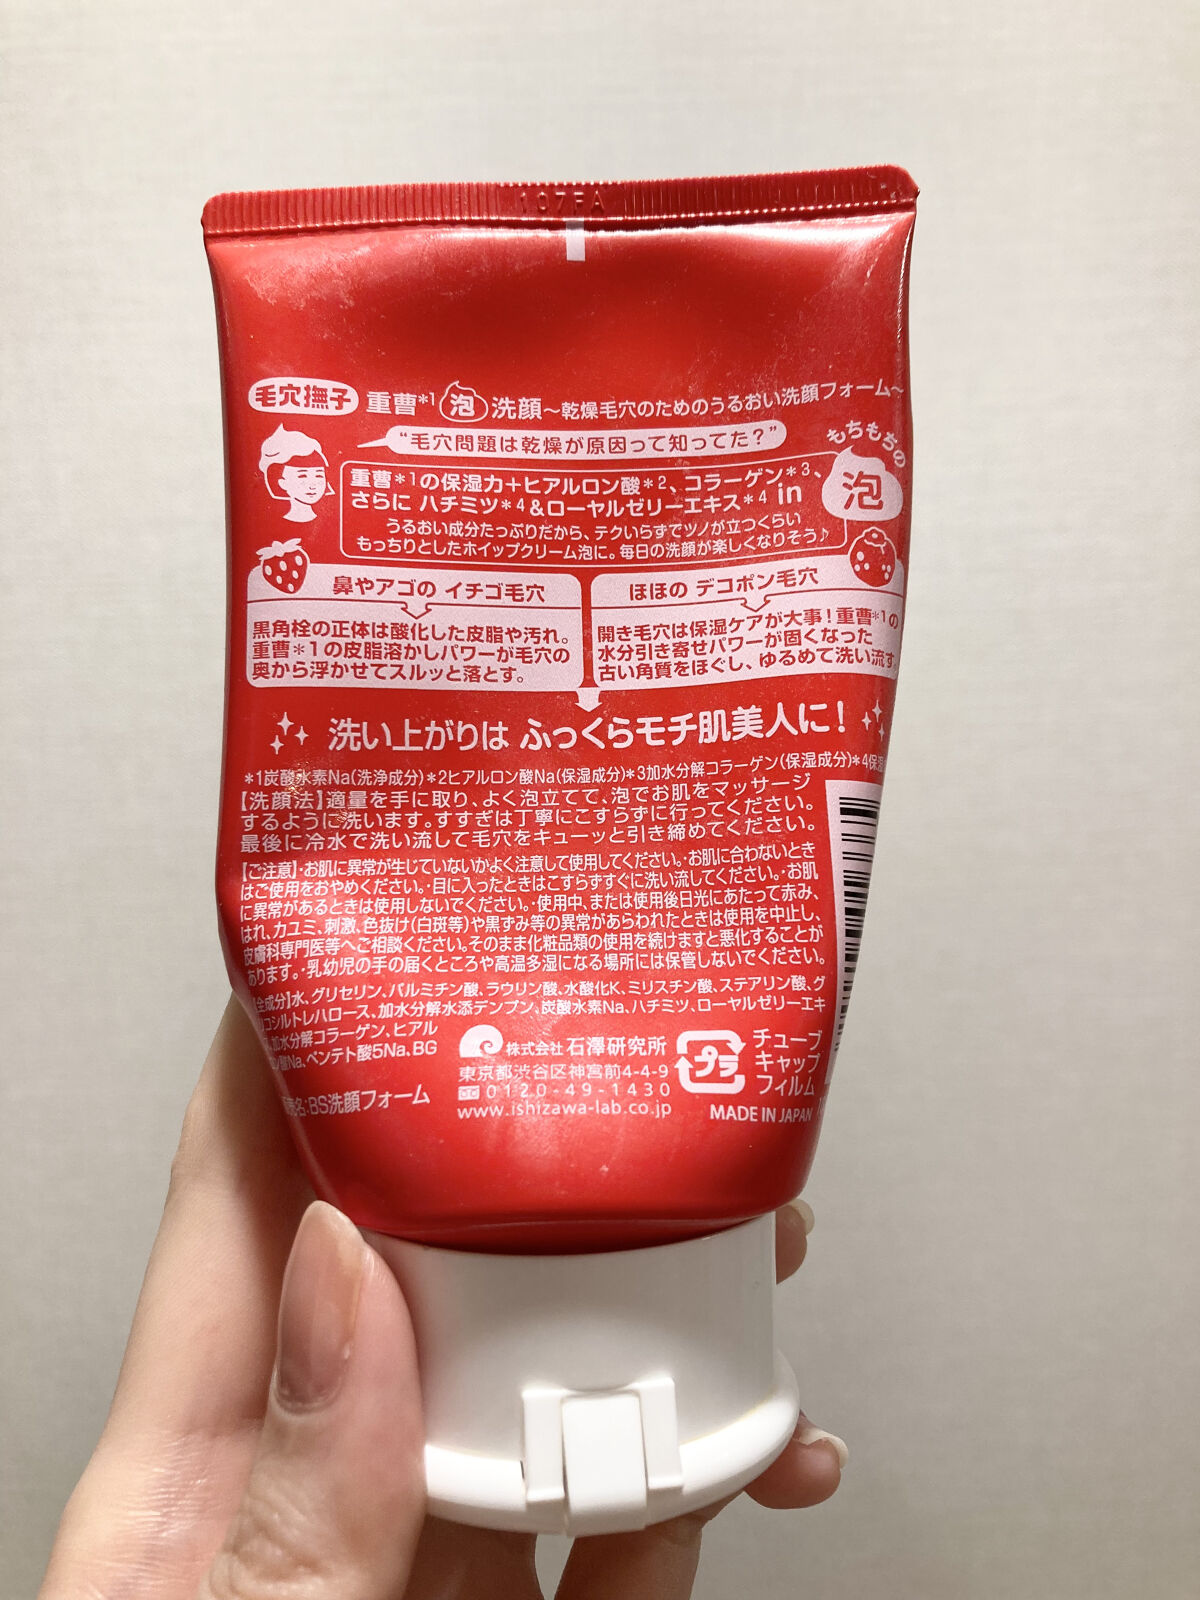 107FA
毛穴撫子 重曹*1泡洗顔～乾燥毛穴のためのうるおい洗顔フォーム～
“毛穴問題は乾燥が原因って知ってた？”
もちもちの
泡
重曹*1の保湿力+ヒアルロン酸*2、コラーゲン*3、
さらに ハチミツ*4&ローヤルゼリーエキス*4 in
うるおい成分たっぷりだから、テクいらずでツノが立つくらい
もっちりとしたホイップクリーム泡に。毎日の洗顔が楽しくなりそう♪
鼻やアゴの イチゴ毛穴
黒角栓の正体は酸化した皮脂や汚れ。
重曹*1の皮脂溶かしパワーが毛穴の
奥から浮かせてスルッと落とす。
ほほの デコポン毛穴
開き毛穴は保湿ケアが大事！重曹*1の
水分引き寄せパワーが固くなった
古い角質をほぐし、ゆるめて洗い流す
洗い上がりは ふっくらモチ肌美人に！
*1炭酸水素Na(洗浄成分)*2ヒアルロン酸Na(保湿成分)*3加水分解コラーゲン(保湿成分)*4保湿
【洗顔法】適量を手に取り、よく泡立てて、泡でお肌をマッサージ
するように洗います。すすぎは丁寧にこすらずに行ってください。
最後に冷水で洗い流して毛穴をキューッと引き締めてください。
【ご注意】・お肌に異常が生じていないかよく注意して使用してください。・お肌に合わないとき
はご使用をおやめください。・目に入ったときはこすらずすぐに洗い流してください。・お肌
に異常があるときは使用しないでください。・使用中、または使用後日光にあたって赤み、
はれ、カユミ、刺激、色抜け(白斑等)や黒ずみ等の異常があらわれたときは使用を中止し、
皮膚科専門医等へご相談ください。そのまま化粧品類の使用を続けますと悪化することが
あります。・乳幼児の手の届くところや高温多湿になる場所には保管しないでください。
全成分】水、グリセリン、パルミチン酸、ラウリン酸、水酸化K、ミリスチン酸、ステアリン酸、グ
リコシルトレハロース、加水分解水添デンプン、炭酸水素Na、ハチミツ、ローヤルゼリーエキ
加水分解コラーゲン、ヒアル
ロン酸Na、ペンテト酸5Na、BG
名:BS洗顔フォーム
株式会社 石澤研究所
東京都渋谷区神宮前4-4-9
0120-49-1430
www.ishizawa-lab.co.jp
プラ
チューブ
キャップ
フィルム
MADE IN JAPAN